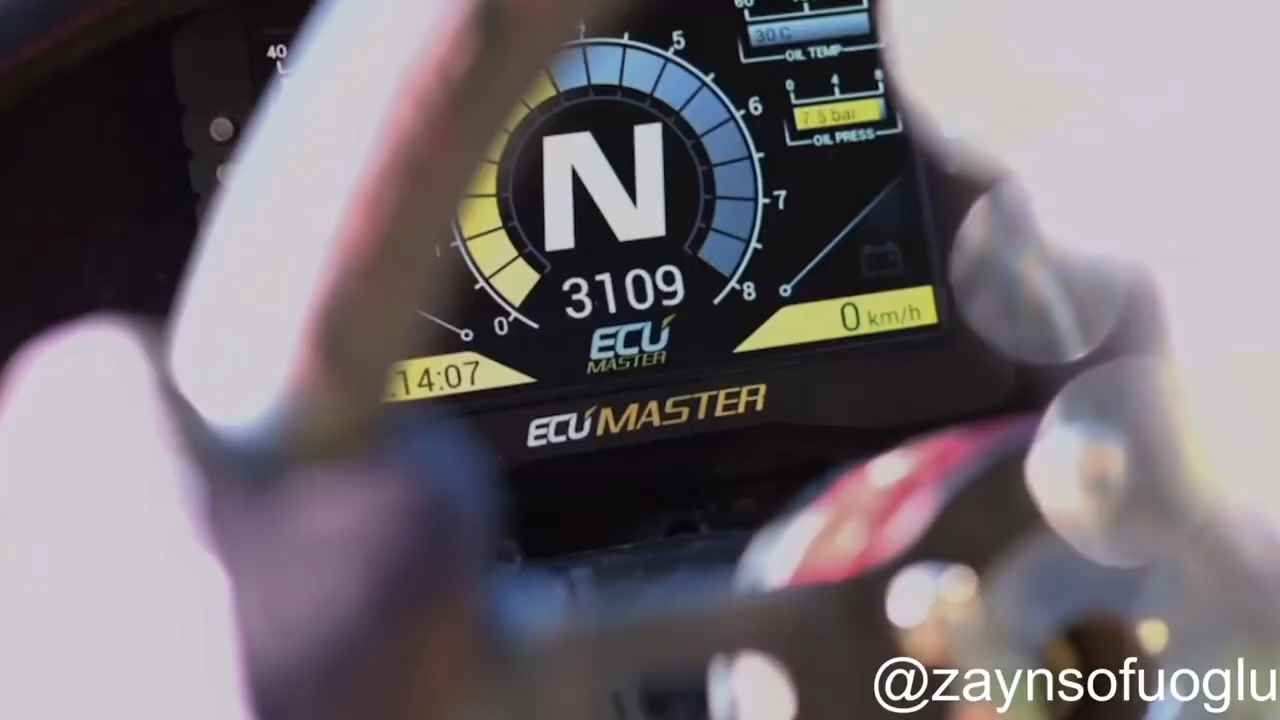 40
60
30 C
OIL TEMP
0 4 8
7.5 bar
OIL PRESS
5
6
7
8
0
N
3109
ECU
MASTER
14:07
0 km/h
ECUMASTER
@zaynsofuoglu